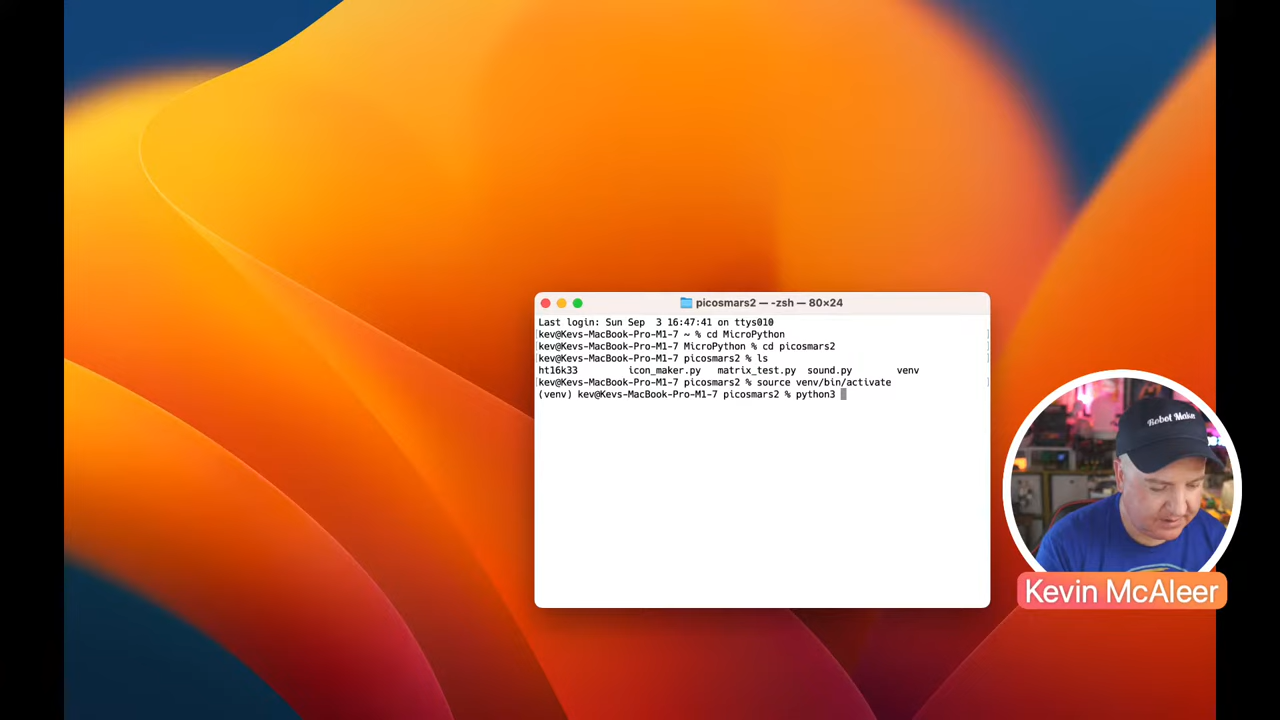 picosmars2 — -zsh — 80×24
Last login: Sun Sep  3 16:47:41 on ttys010
kev@Kevs-MacBook-Pro-M1-7 ~ % cd MicroPython
kev@Kevs-MacBook-Pro-M1-7 MicroPython % cd picosmars2
kev@Kevs-MacBook-Pro-M1-7 picosmars2 % ls
ht16k33 icon_maker.py matrix_test.py sound.py venv
kev@Kevs-MacBook-Pro-M1-7 picosmars2 % source venv/bin/activate
(venv) kev@Kevs-MacBook-Pro-M1-7 picosmars2 % python3
Robot Make
Kevin McAleer